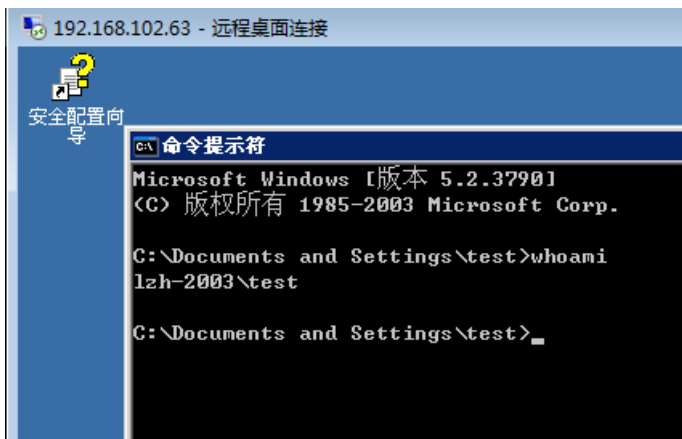 192.168.102.63 - 远程桌面连接
安全配置向
导
命令提示符
Microsoft Windows [版本 5.2.3790]
(C) 版权所有 1985-2003 Microsoft Corp.
C:\Documents and Settings\test>whoami
lzh-2003\test
C:\Documents and Settings\test>_